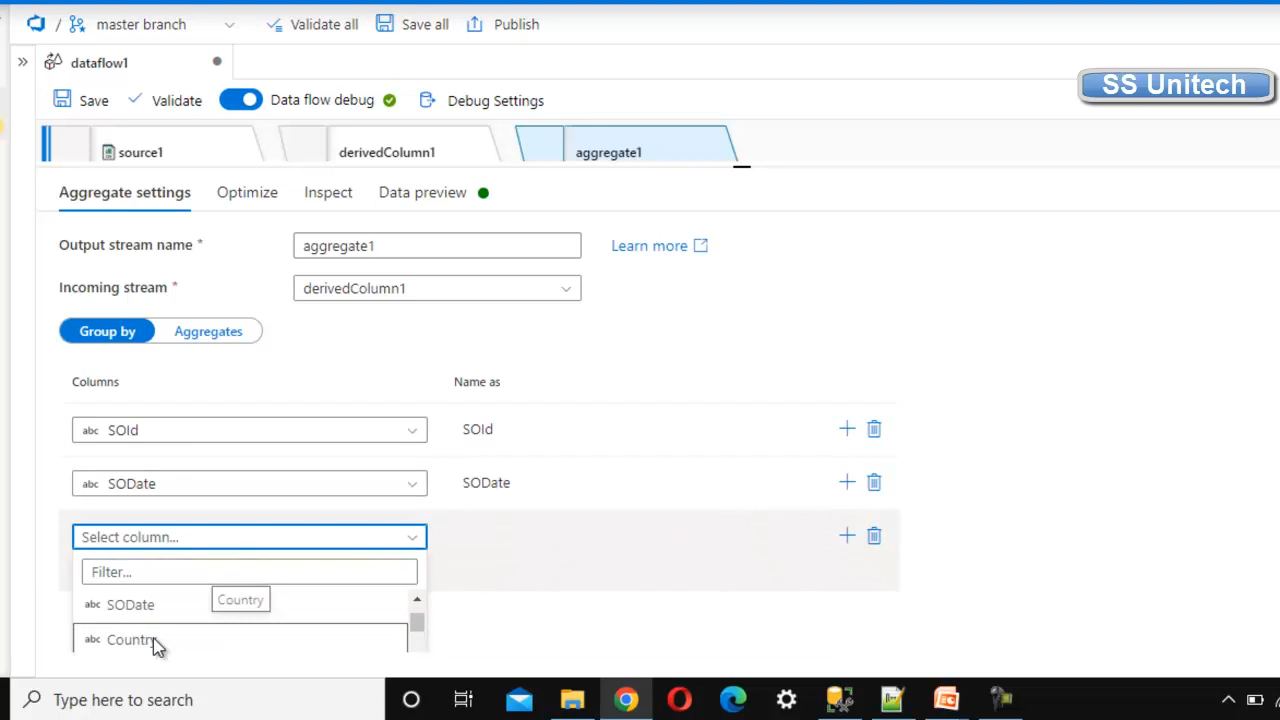 / master branch Validate all Save all Publish
dataflow1
SS Unitech
Save Validate Data flow debug Debug Settings
source1 derivedColumn1 aggregate1
Aggregate settings Optimize Inspect Data preview
Output stream name * aggregate1 Learn more
Incoming stream * derivedColumn1
Group by Aggregates
Columns Name as
abc SOId SOId
abc SODate SODate
Select column...
Filter...
abc SODate Country
abc Country
Type here to search